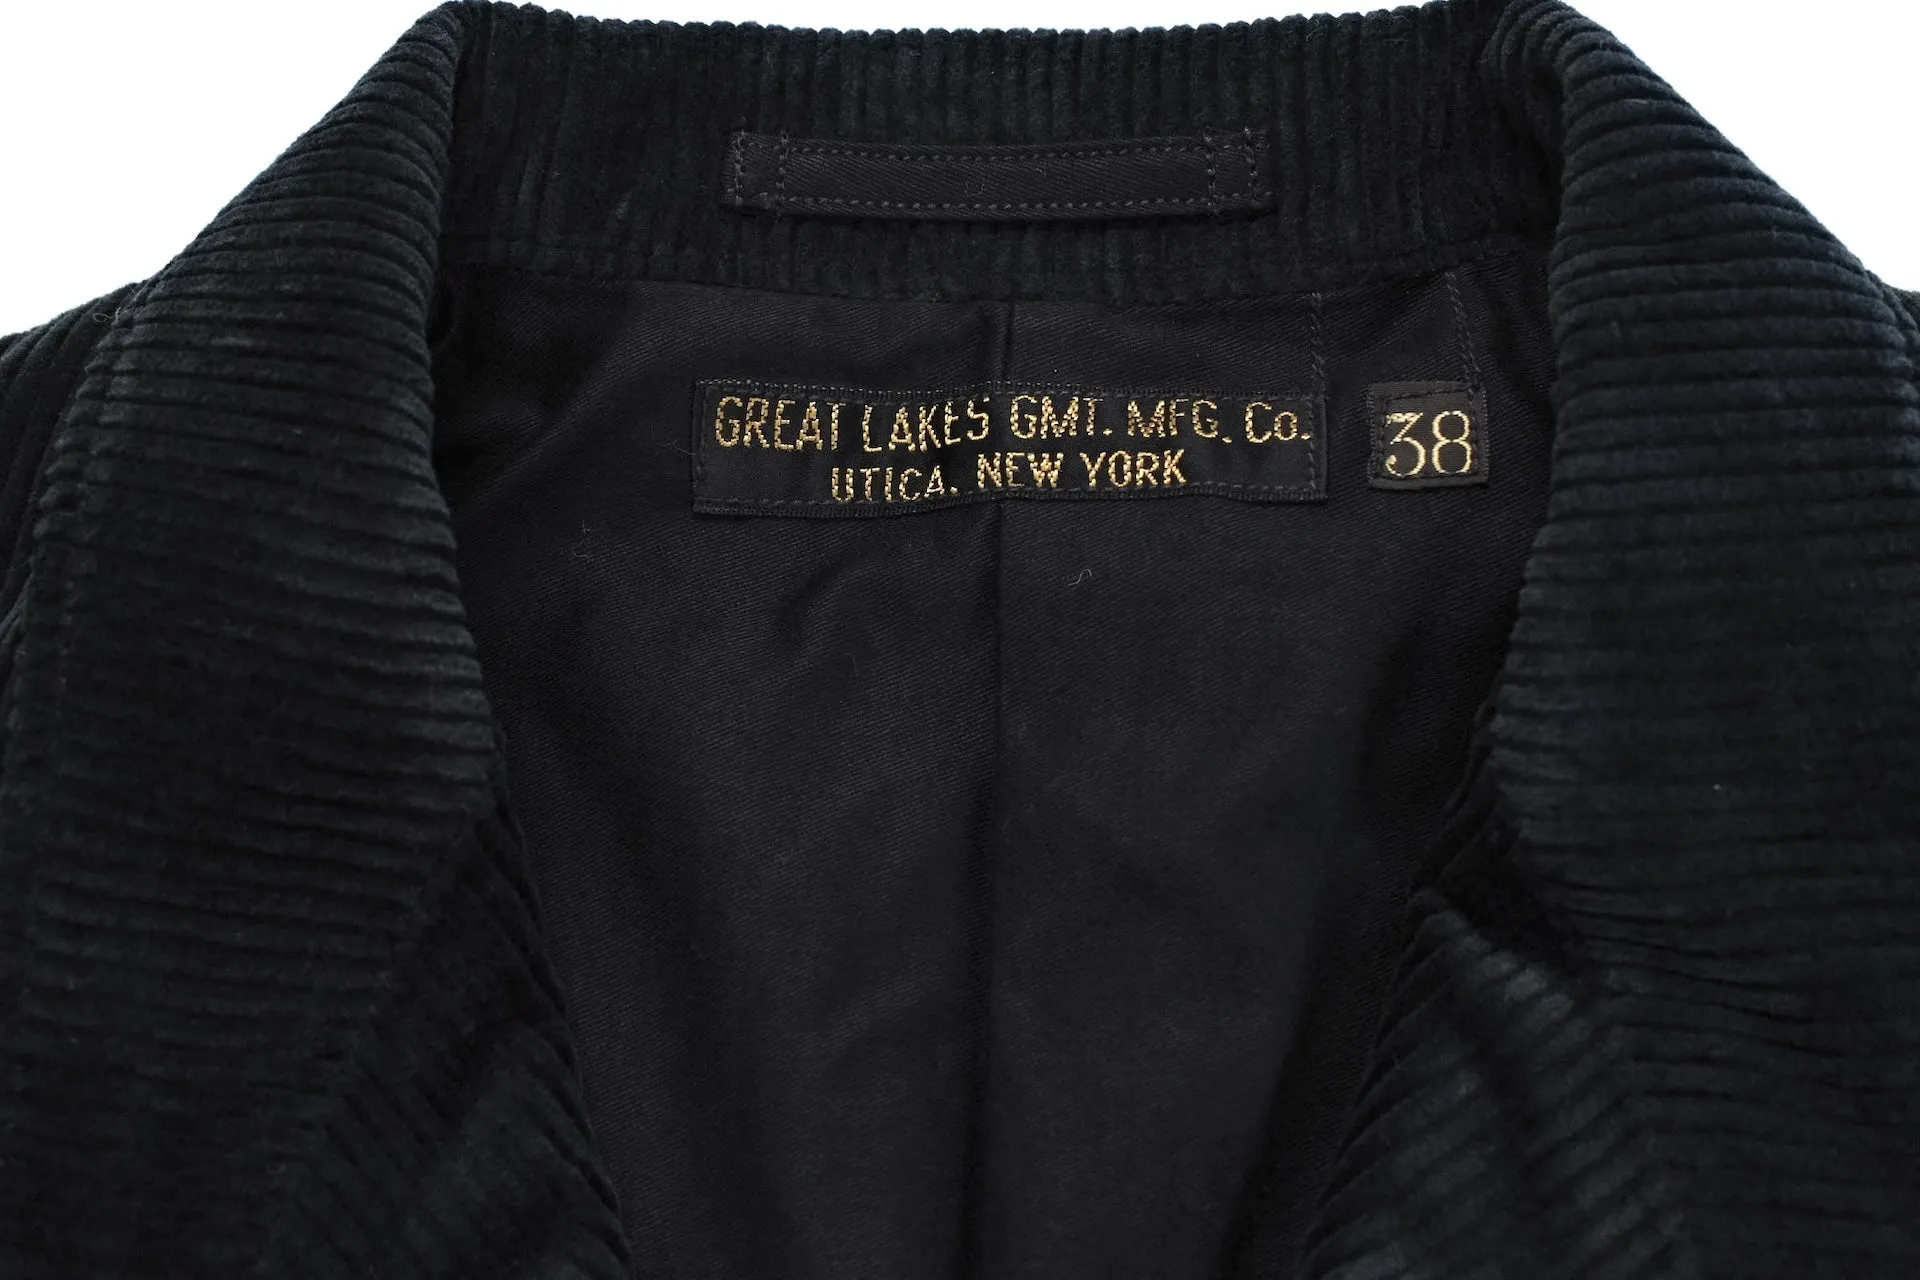 GREAT LAKES GMT. MFG. Co.
UTICA. NEW YORK
38